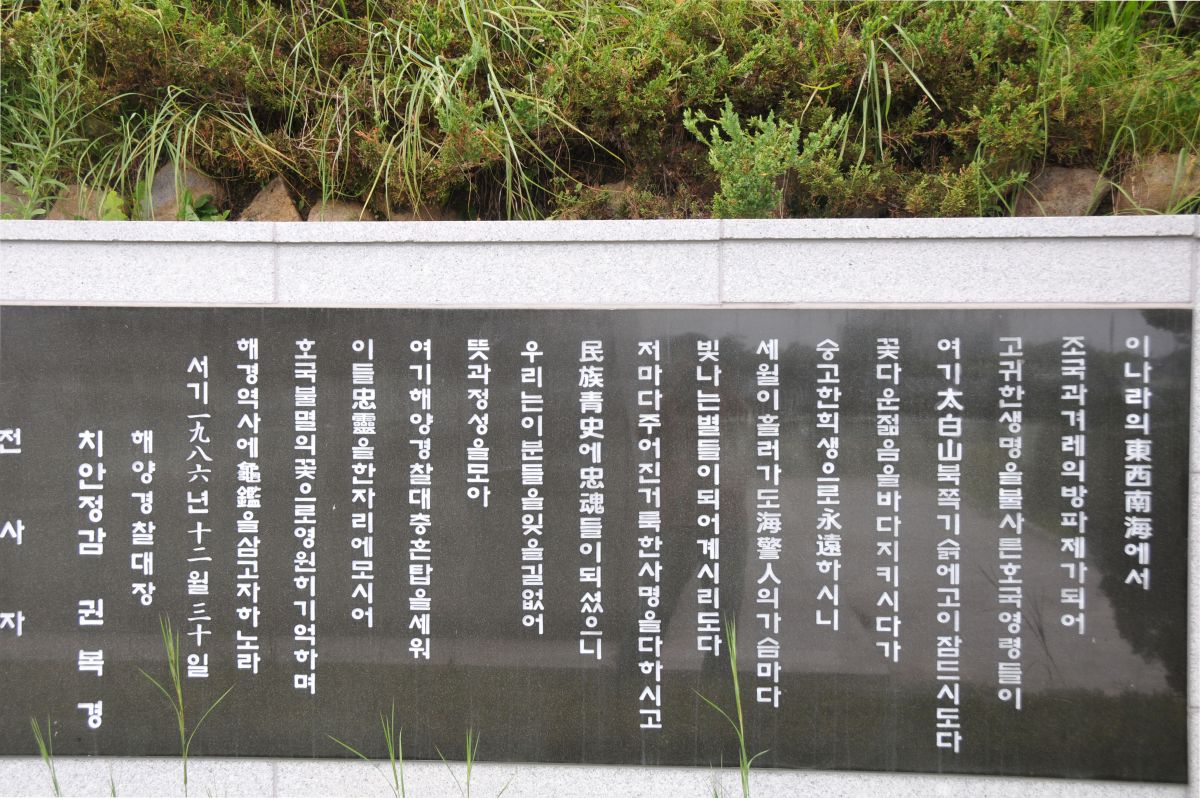 이나라의東西南海에서
조국과겨레의방파제가되어
고귀한생명을불사른호국영령들이
여기太白山북쪽기슭에고이잠드시도다
꽃다운젊음을바다지키시다가
숭고한희생으로永遠하시니
세월이흘러가도海警人의가슴마다
빛나는별들이되어계시리도다
저마다주어진거룩한사명을다하시고
民族靑史에忠魂들이되셨으니
우리는이분들을잊을길없어
뜻과정성을모아
여기해양경찰대충혼탑을세워
이들忠靈을한자리에모시어
호국불멸의꽃으로영원히기억하며
해경역사에龜鑑을삼고자하노라
서기一九八六년十二월三十일
해양경찰대장
치안정감 권복경
전사자